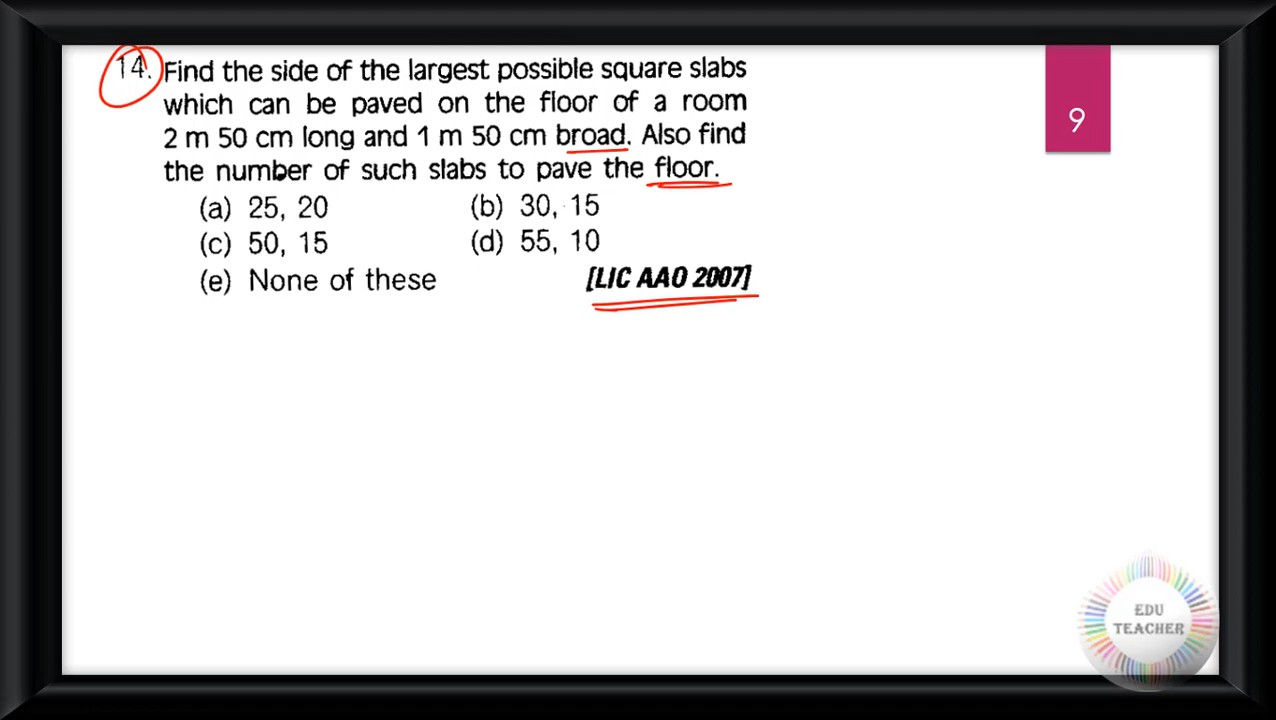 14. Find the side of the largest possible square slabs
which can be paved on the floor of a room
2 m 50 cm long and 1 m 50 cm broad. Also find
the number of such slabs to pave the floor.
(a) 25, 20 (b) 30, 15
(c) 50, 15 (d) 55, 10
(e) None of these [LIC AAO 2007]
9
EDU
TEACHER